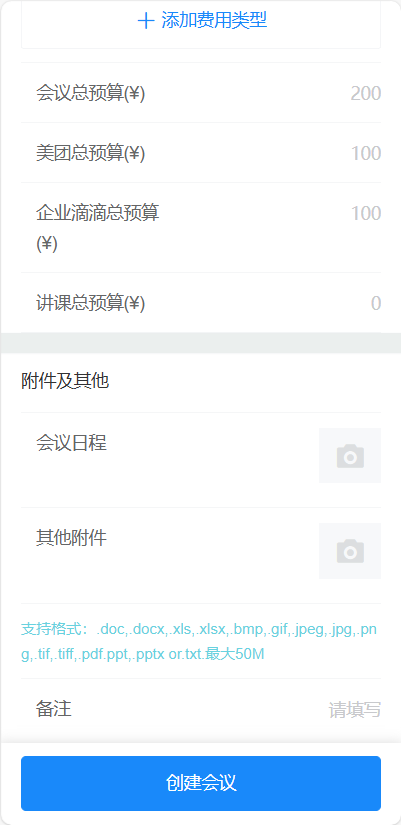 添加费用类型
会议总预算(¥) 200
美团总预算(¥) 100
企业滴滴总预算 100
(¥)
讲课总预算(¥) 0
附件及其他
会议日程
其他附件
支持格式：.doc,.docx,.xls,.xlsx,.bmp,.gif,.jpeg,.jpg,.pn
g,.tif,.tiff,.pdf.ppt,.pptx or.txt.最大50M
备注 请填写
创建会议